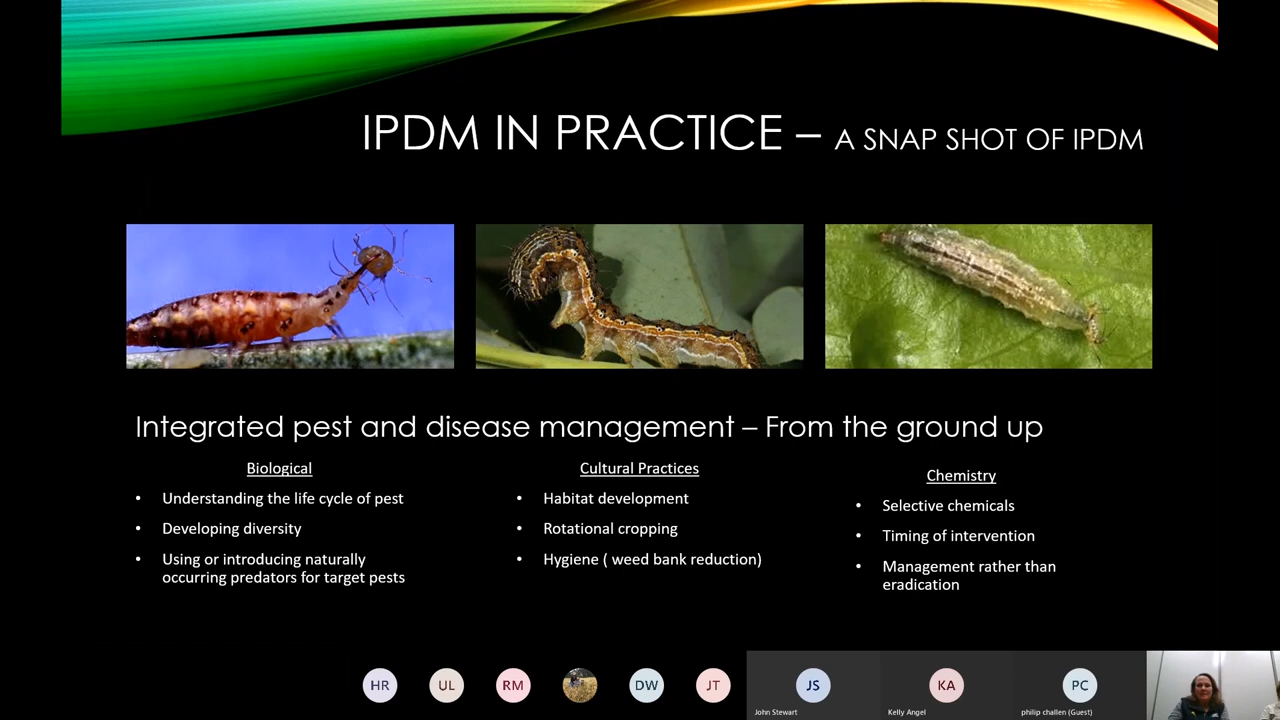 IPDM IN PRACTICE – A SNAP SHOT OF IPDM
Integrated pest and disease management – From the ground up
Biological
• Understanding the life cycle of pest
• Developing diversity
• Using or introducing naturally
occurring predators for target pests
Cultural Practices
• Habitat development
• Rotational cropping
• Hygiene ( weed bank reduction)
Chemistry
• Selective chemicals
• Timing of intervention
• Management rather than
eradication
HR
UL
RM
DW
JT
JS
John Stewart
KA
Kelly Angel
PC
philip challen (Guest)